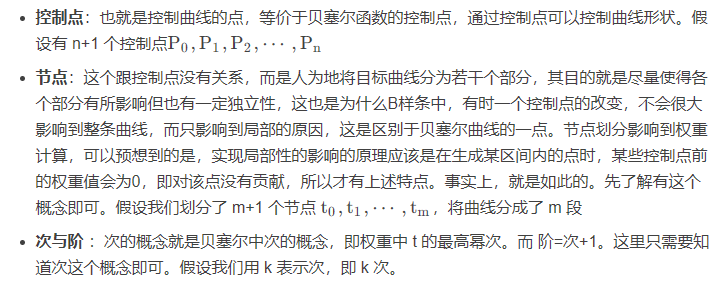 • 控制点：也就是控制曲线的点，等价于贝塞尔函数的控制点，通过控制点可以控制曲线形状。假
设有 n+1 个控制点P₀, P₁, P₂, ⋯, Pₙ
• 节点：这个跟控制点没有关系，而是人为地将目标曲线分为若干个部分，其目的就是尽量使得各
个部分有所影响但也有一定独立性，这也是为什么B样条中，有时一个控制点的改变，不会很大
影响到整条曲线，而只影响到局部的原因，这是区别于贝塞尔曲线的一点。节点划分影响到权重
计算，可以预想到的是，实现局部性的影响的原理应该是在生成某区间内的点时，某些控制点前
的权重值会为0，即对该点没有贡献，所以才有上述特点。事实上，就是如此的。先了解有这个
概念即可。假设我们划分了 m+1 个节点 t₀, t₁, ⋯, tₘ ，将曲线分成了 m 段
• 次与阶 ：次的概念就是贝塞尔中次的概念，即权重中 t 的最高幂次。而 阶=次+1。这里只需要知
道次这个概念即可。假设我们用 k 表示次，即 k 次。